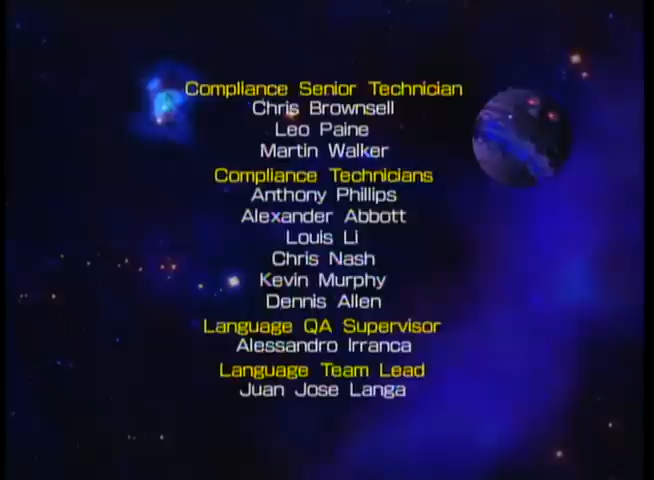 Compliance Senior Technician
Chris Brownsell
Leo Paine
Martin Walker
Compliance Technicians
Anthony Phillips
Alexander Abbott
Louis Li
Chris Nash
Kevin Murphy
Dennis Allen
Language QA Supervisor
Alessandro Irranca
Language Team Lead
Juan Jose Langa